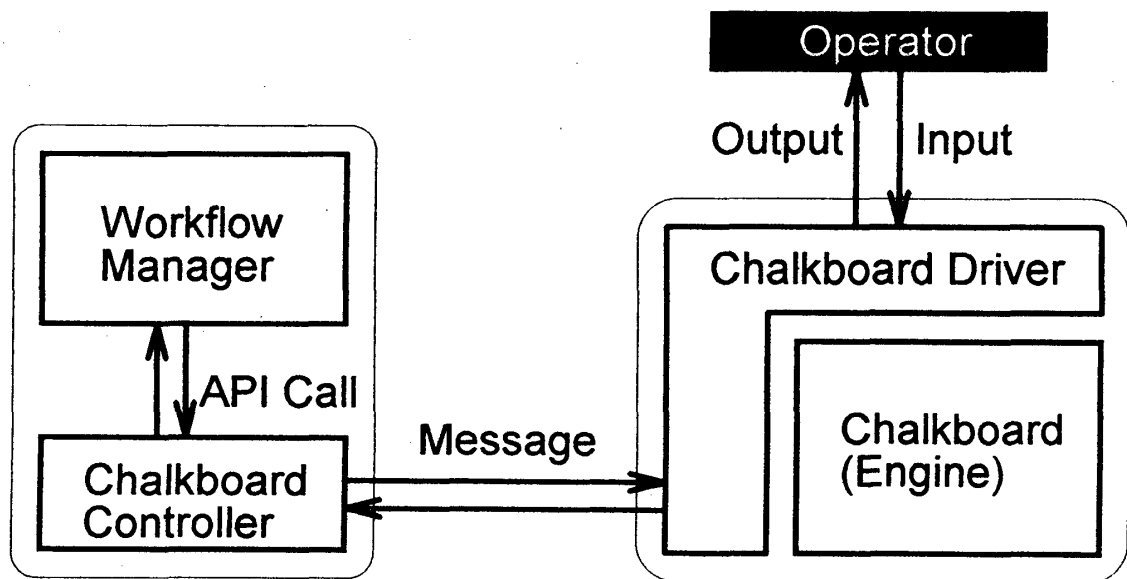 Operator
Output
Input
Workflow
Manager
Chalkboard Driver
API Call
Message
Chalkboard
(Engine)
Chalkboard
Controller